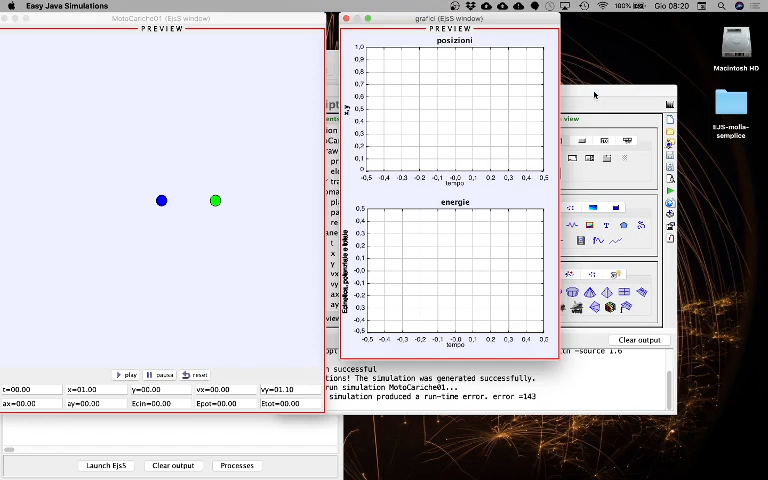 Easy Java Simulations
100%
Gio 08:20
MotoCariche01 (EjsS window)
PREVIEW
grafici (EjsS window)
PREVIEW
posizioni
1,0
0,9
0,8
0,7
0,6
0,5
0,4
0,3
0,2
0,1
0
x,y
-0,5 -0,4 -0,3 -0,2 -0,1 -0,0 0,1 0,2 0,3 0,4 0,5
tempo
energie
0,5
0,4
0,3
0,2
0,1
-0,0
-0,1
-0,2
-0,3
-0,4
-0,5
-0,5 -0,4 -0,3 -0,2 -0,1 -0,0 0,1 0,2 0,3 0,4 0,5
tempo
view
Macintosh HD
EJS-molla-
semplice
play
pausa
reset
t=00.00
x=01.00
y=00.00
vx=00.00
vy=01.10
ax=00.00
ay=00.00
Ecin=00.00
Epot=00.00
Etot=00.00
Clear output
-source 1.6
successful
tions! The simulation was generated successfully.
run simulation MotoCariche01...
simulation produced a run-time error. error =143
Launch EjsS
Clear output
Processes